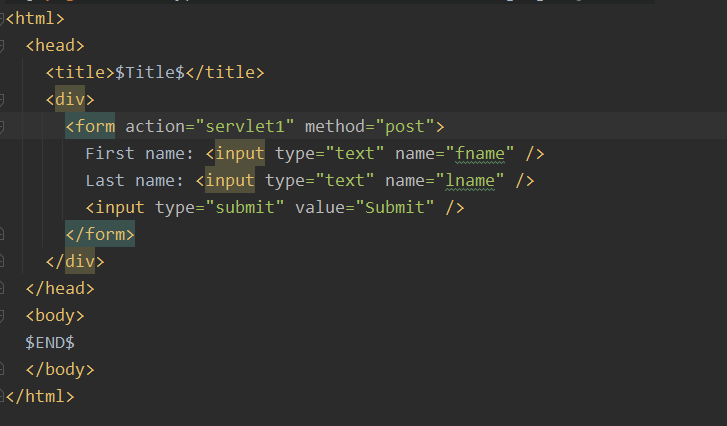 <html>
<head>
<title>$Title$</title>
<div>
<form action="servlet1" method="post">
First name: <input type="text" name="fname" />
Last name: <input type="text" name="lname" />
<input type="submit" value="Submit" />
</form>
</div>
</head>
<body>
$END$
</body>
</html>